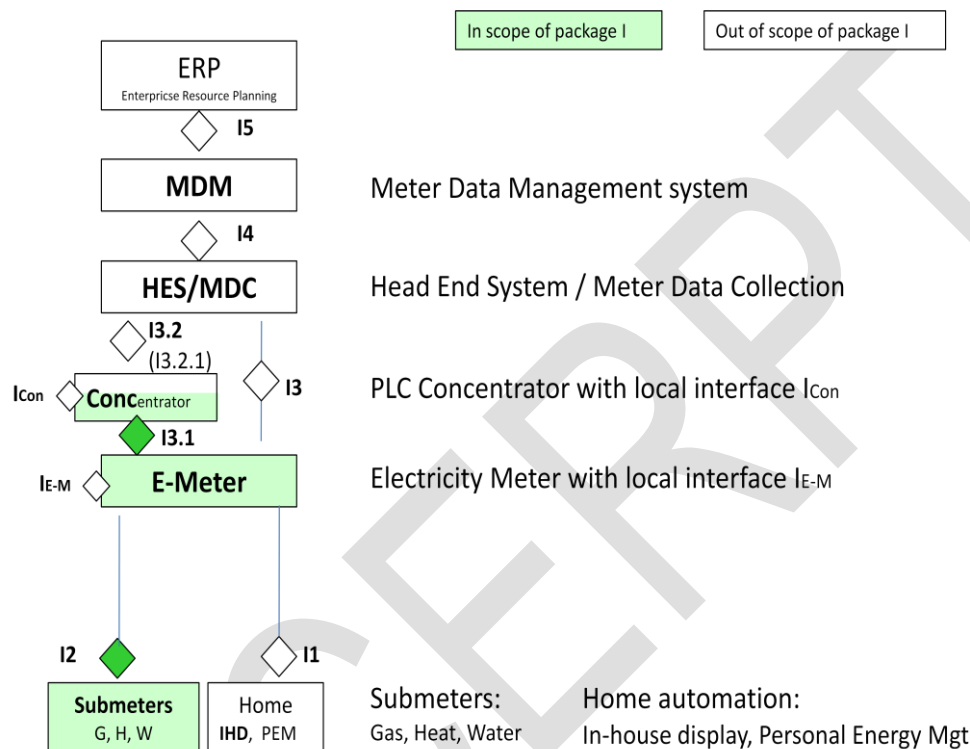 In scope of package I
Out of scope of package I
ERP
Enterpricse Resource Planning
I5
MDM
Meter Data Management system
I4
HES/MDC
Head End System / Meter Data Collection
I3.2
(I3.2.1)
I3
ICon
Concentrator
PLC Concentrator with local interface ICon
I3.1
IE-M
E-Meter
Electricity Meter with local interface IE-M
I2
I1
Submeters
G, H, W
Home
IHD, PEM
Submeters:
Gas, Heat, Water
Home automation:
In-house display, Personal Energy Mgt